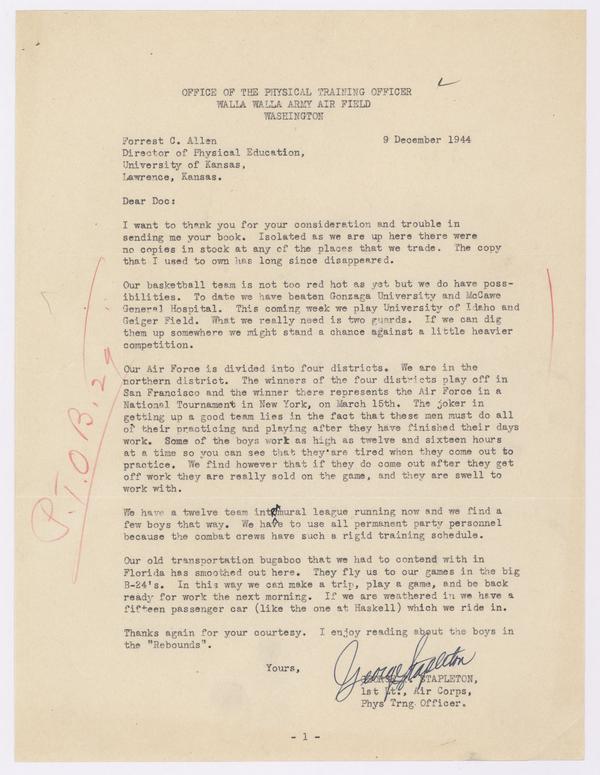 OFFICE OF THE PHYSICAL TRAINING OFFICER
WALLA WALLA ARMY AIR FIELD
WASHINGTON
Forrest C. Allen 9 December 1944
Director of Physical Education,
University of Kansas,
Lawrence, Kansas.
Dear Doc:
I want to thank you for your consideration and trouble in
sending me your book. Isolated as we are up here there were
no copies in stock at any of the places that we trade. The copy
that I used to own has long since disappeared.
Our basketball team is not too red hot as yet but we do have poss-
ibilities. To date we have beaten Gonzaga University and McCawe
General Hospital. This coming week we play University of Idaho and
Geiger Field. What we really need is two guards. If we can dig
them up somewhere we might stand a chance against a little heavier
competition.
Our Air Force is divided into four districts. We are in the
northern district. The winners of the four districts play off in
San Francisco and the winner there represents the Air Force in a
National Tournament in New York, on March 15th. The joker in
getting up a good team lies in the fact that these men must do all
of their practicing and playing after they have finished their days
work. Some of the boys work as high as twelve and sixteen hours
at a time so you can see that they are tired when they come out to
practice. We find however that if they do come out after they get
off work they are really sold on the game, and they are swell to
work with.
We have a twelve team intramural league running now and we find a
few boys that way. We have to use all permanent party personnel
because the combat crews have such a rigid training schedule.
Our old transportation bugaboo that we had to contend with in
Florida has smoothed out here. They fly us to our games in the big
B-24's. In this way we can make a trip, play a game, and be back
ready for work the next morning. If we are weathered in we have a
fifteen passenger car (like the one at Haskell) which we ride in.
Thanks again for your courtesy. I enjoy reading about the boys in
the "Rebounds".
Yours,
George Stapleton
STAPLETON,
1st Lt., Air Corps,
Phys Trng Officer.
- 1 -
P.T.O B,29